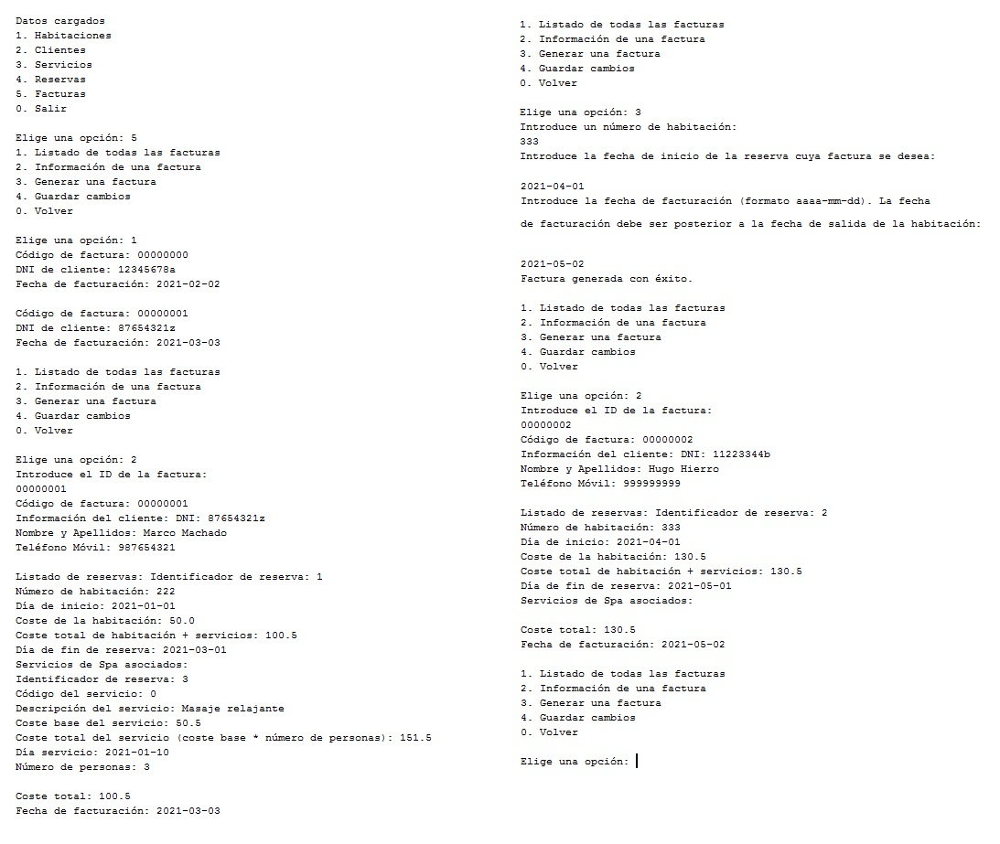 Datos cargados
1. Habitaciones
2. Clientes
3. Servicios
4. Reservas
5. Facturas
0. Salir
Elige una opción: 5
1. Listado de todas las facturas
2. Información de una factura
3. Generar una factura
4. Guardar cambios
0. Volver
Elige una opción: 1
Código de factura: 00000000
DNI de cliente: 12345678a
Fecha de facturación: 2021-02-02
Código de factura: 00000001
DNI de cliente: 87654321z
Fecha de facturación: 2021-03-03
1. Listado de todas las facturas
2. Información de una factura
3. Generar una factura
4. Guardar cambios
0. Volver
Elige una opción: 2
Introduce el ID de la factura:
00000001
Código de factura: 00000001
Información del cliente: DNI: 87654321z
Nombre y Apellidos: Marco Machado
Teléfono Móvil: 987654321
Listado de reservas: Identificador de reserva: 1
Número de habitación: 222
Día de inicio: 2021-01-01
Coste de la habitación: 50.0
Coste total de habitación + servicios: 100.5
Día de fin de reserva: 2021-03-01
Servicios de Spa asociados:
Identificador de reserva: 3
Código del servicio: 0
Descripción del servicio: Masaje relajante
Coste base del servicio: 50.5
Coste total del servicio (coste base * número de personas): 151.5
Día servicio: 2021-01-10
Número de personas: 3
Coste total: 100.5
Fecha de facturación: 2021-03-03
1. Listado de todas las facturas
2. Información de una factura
3. Generar una factura
4. Guardar cambios
0. Volver
Elige una opción: 3
Introduce un número de habitación:
333
Introduce la fecha de inicio de la reserva cuya factura se desea:
2021-04-01
Introduce la fecha de facturación (formato aaaa-mm-dd). La fecha
de facturación debe ser posterior a la fecha de salida de la habitación:
2021-05-02
Factura generada con éxito.
1. Listado de todas las facturas
2. Información de una factura
3. Generar una factura
4. Guardar cambios
0. Volver
Elige una opción: 2
Introduce el ID de la factura:
00000002
Código de factura: 00000002
Información del cliente: DNI: 11223344b
Nombre y Apellidos: Hugo Hierro
Teléfono Móvil: 999999999
Listado de reservas: Identificador de reserva: 2
Número de habitación: 333
Día de inicio: 2021-04-01
Coste de la habitación: 130.5
Coste total de habitación + servicios: 130.5
Día de fin de reserva: 2021-05-01
Servicios de Spa asociados:
Coste total: 130.5
Fecha de facturación: 2021-05-02
1. Listado de todas las facturas
2. Información de una factura
3. Generar una factura
4. Guardar cambios
0. Volver
Elige una opción: